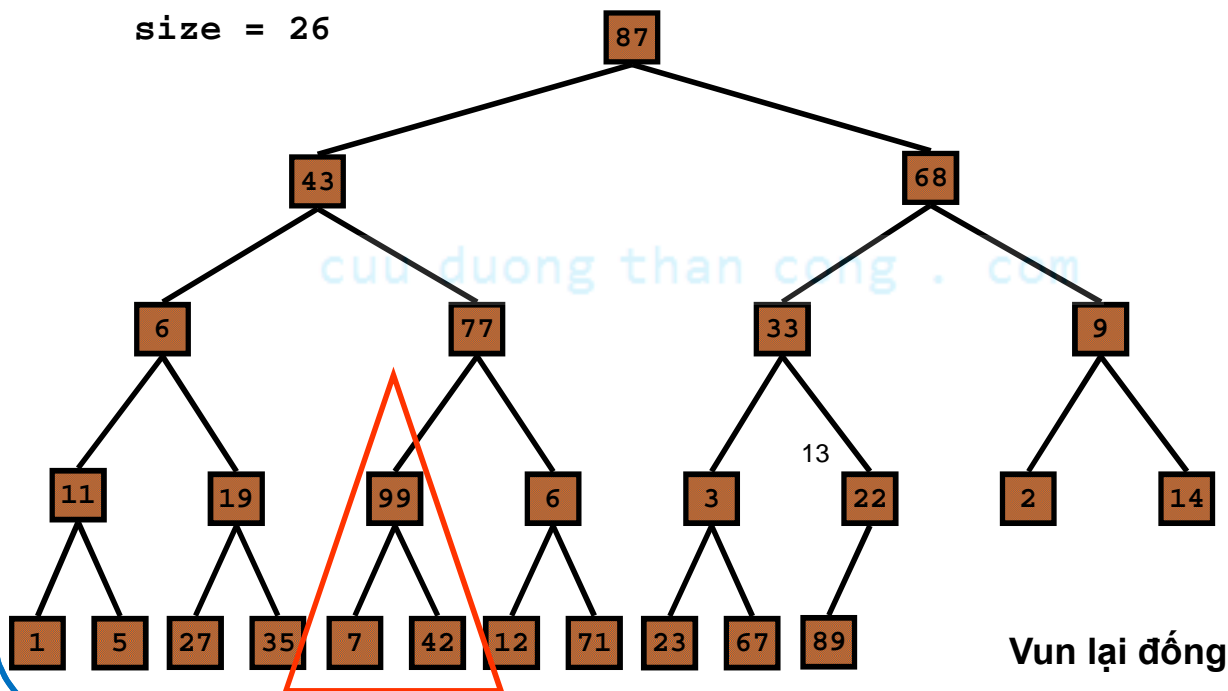 size = 26
87
43 68
cuu duong than cong . com
6 77 33 9
13
11 19 99 6 3 22 2 14
1 5 27 35 7 42 12 71 23 67 89
Vun lại đống